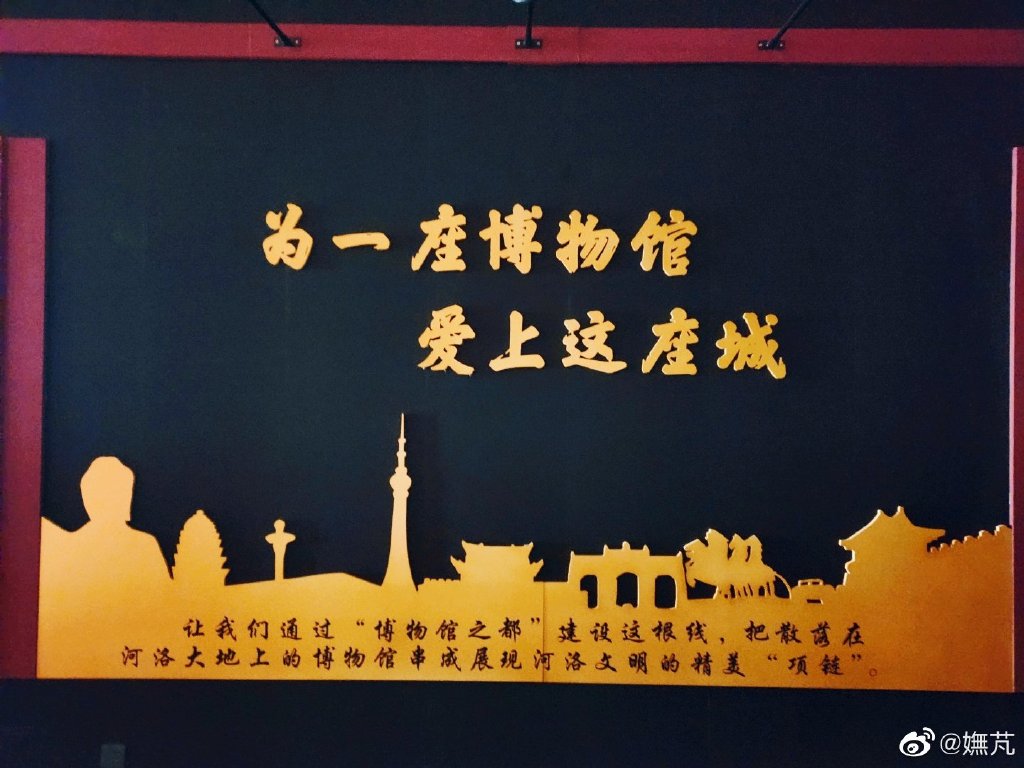 为一座博物馆
爱上这座城
让我们通过“博物馆之都”建设这根线，把散落在
河洛大地上的博物馆串成展现河洛文明的精美“项链”。
@嫵芃